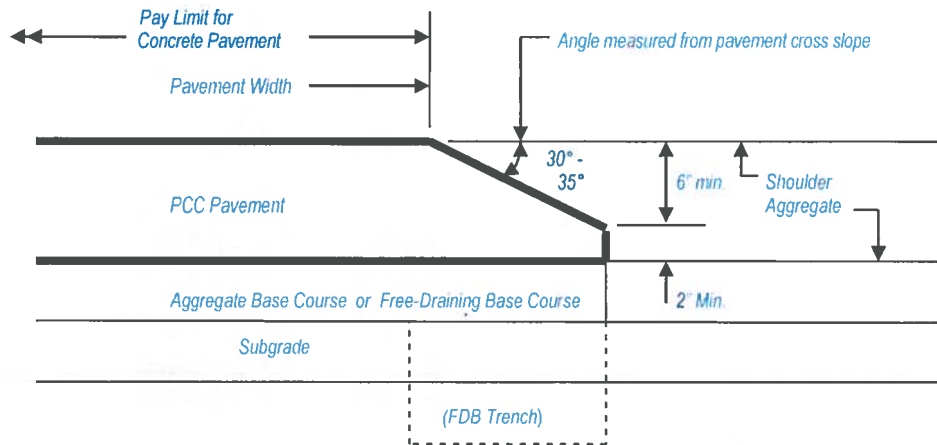 Pay Limit for
Concrete Pavement
Angle measured from pavement cross slope
Pavement Width
30° -
35°
6" min.
Shoulder
Aggregate
PCC Pavement
Aggregate Base Course or Free-Draining Base Course
2" Min.
Subgrade
(FDB Trench)